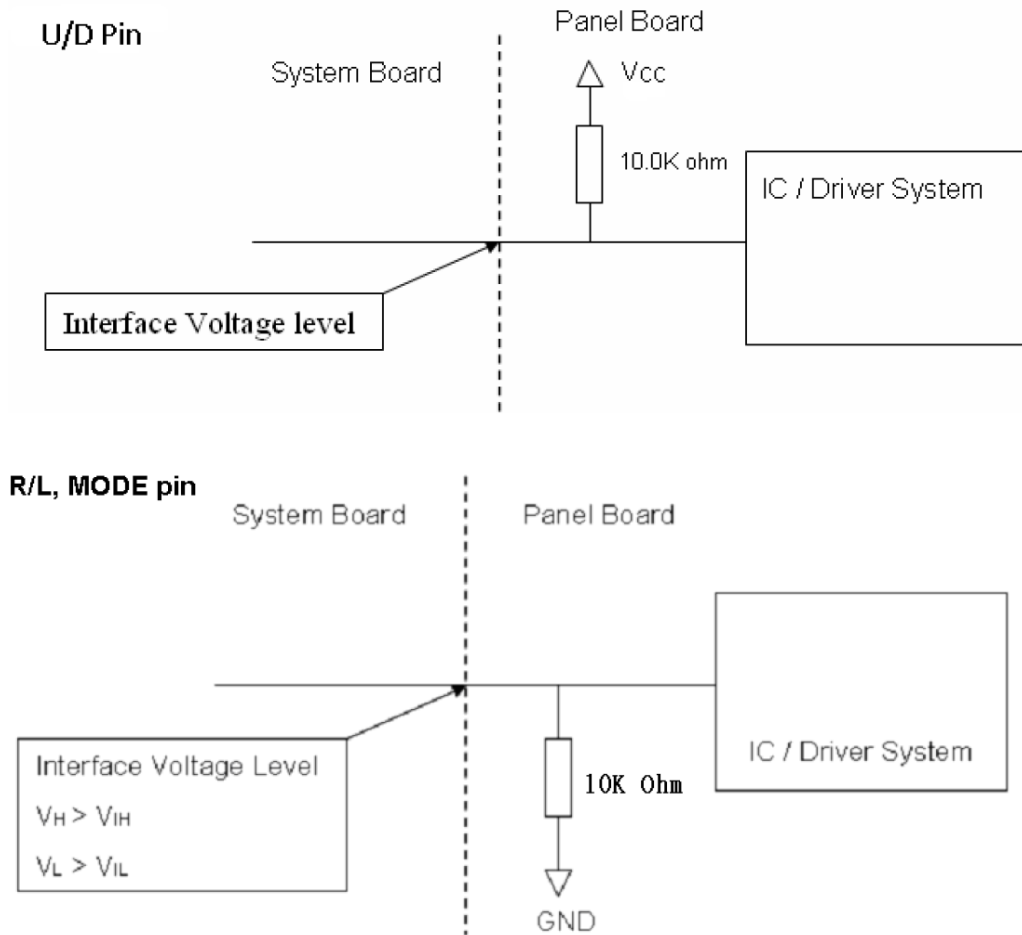 U/D Pin
Panel Board
System Board
Vcc
10.0K ohm
IC / Driver System
Interface Voltage level
R/L, MODE pin
System Board
Panel Board
Interface Voltage Level
VH > VIH
VL > VIL
10K Ohm
IC / Driver System
GND